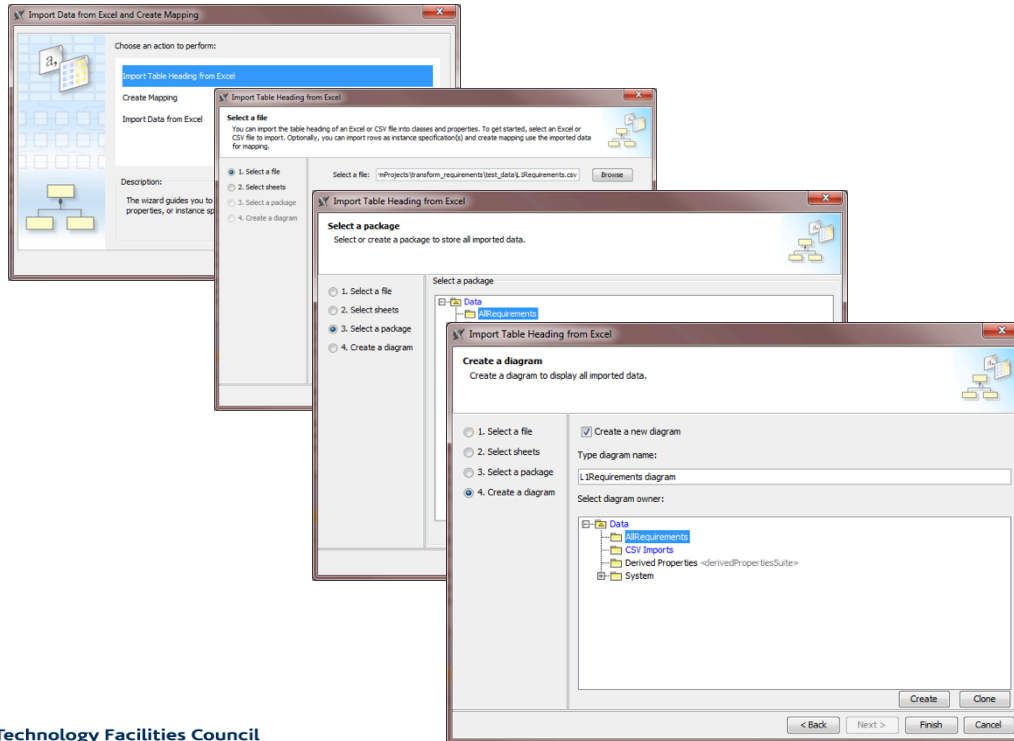 Import Data from Excel and Create Mapping
Choose an action to perform:
Import Table Heading from Excel
Create Mapping
Import Data from Excel
Description:
The wizard guides you to
properties, or instance sp
Import Table Heading from Excel
Select a file
You can import the table heading of an Excel or CSV file into classes and properties. To get started, select an Excel or
CSV file to import. Optionally, you can import rows as instance specification(s) and create mapping use the imported data
for mapping.
1. Select a file
2. Select sheets
3. Select a package
4. Create a diagram
Select a file: mProjects\transform_requirements\test_data\L1Requirements.csv Browse
Import Table Heading from Excel
Select a package
Select or create a package to store all imported data.
1. Select a file
2. Select sheets
3. Select a package
4. Create a diagram
Select a package
Data
AllRequirements
Import Table Heading from Excel
Create a diagram
Create a diagram to display all imported data.
1. Select a file
2. Select sheets
3. Select a package
4. Create a diagram
Create a new diagram
Type diagram name:
L1Requirements diagram
Select diagram owner:
Data
AllRequirements
CSV Imports
Derived Properties «derivedPropertiesSuite»
System
Create Clone
< Back Next > Finish Cancel
Technology Facilities Council